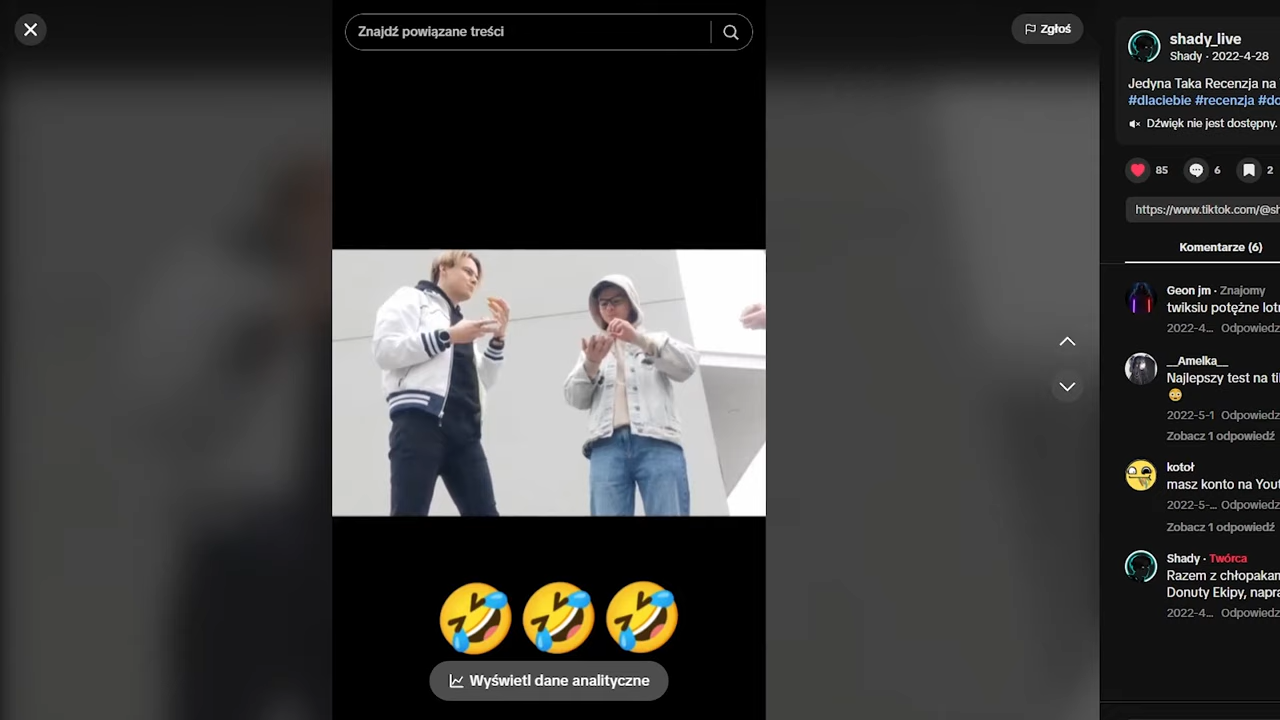 Znajdź powiązane treści
Zgłoś
shady_live
Shady · 2022-4-28
Jedyna Taka Recenzja na
#dlaciebie #recenzja
Dźwięk nie jest dostępny.
85
6
2
https://www.tiktok.com/@sh
Komentarze (6)
Geon jm · Znajomy
twiksiu potężne
2022-4... Odpowiedz
__Amelka__
Najlepszy test na
2022-5-1 Odpowiedz
Zobacz 1 odpowiedź
kotoł
masz konto na
2022-5-... Odpowiedz
Zobacz 1 odpowiedź
Shady · Twórca
Razem z
Donuty Ekipy,
2022-4... Odpowiedz
Wyświetl dane analityczne